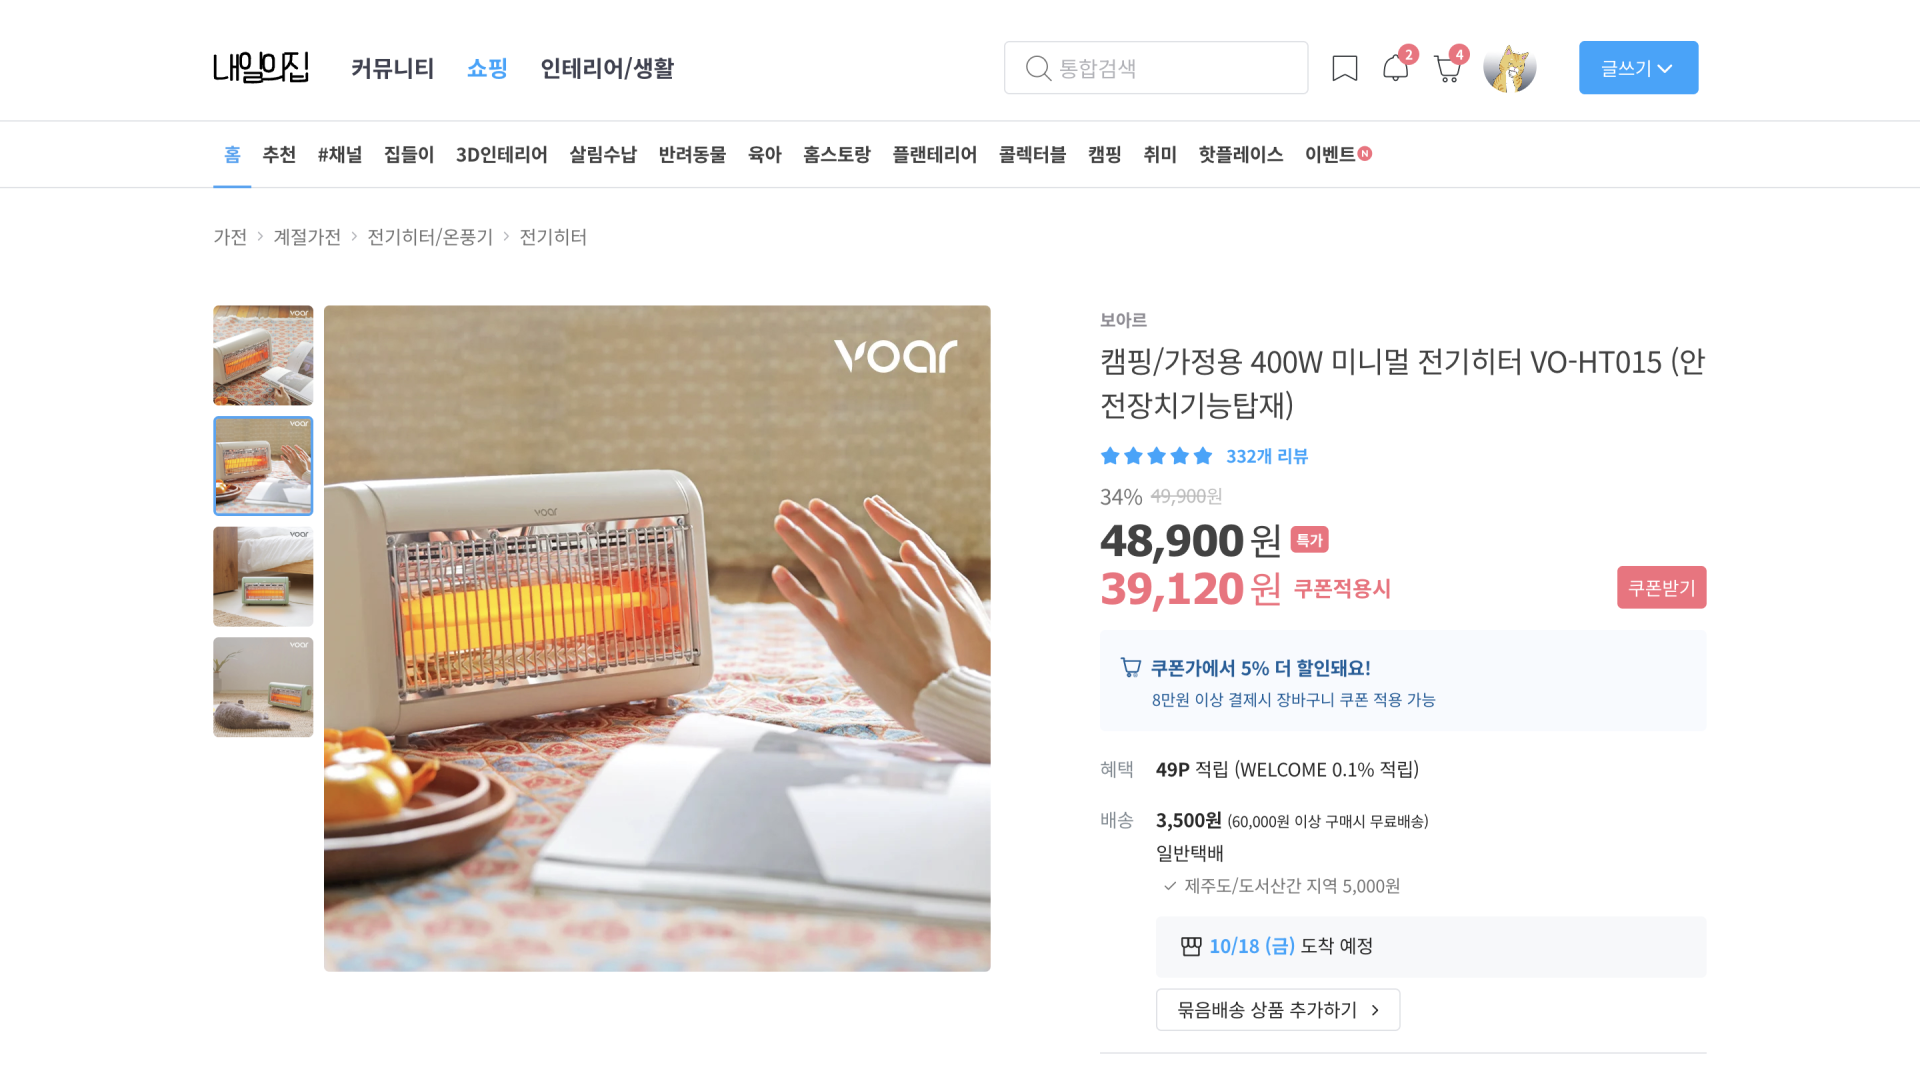 내일의집
커뮤니티 쇼핑 인테리어/생활
통합검색
2
4
글쓰기
홈 추천 #채널 집들이 3D인테리어 살림수납 반려동물 육아 홈스토랑 플랜테리어 콜렉터블 캠핑 취미 핫플레이스 이벤트 N
가전 > 계절가전 > 전기히터/온풍기 > 전기히터
voar
voar
voar
voar
voar
voar
보아르
캠핑/가정용 400W 미니멀 전기히터 VO-HT015 (안
전장치기능탑재)
332개 리뷰
34% 49,900원
48,900 원 특가
39,120 원 쿠폰적용시
쿠폰받기
쿠폰가에서 5% 더 할인돼요!
8만원 이상 결제시 장바구니 쿠폰 적용 가능
혜택 49P 적립 (WELCOME 0.1% 적립)
배송 3,500원 (60,000원 이상 구매시 무료배송)
일반택배
제주도/도서산간 지역 5,000원
10/18 (금) 도착 예정
묶음배송 상품 추가하기 >